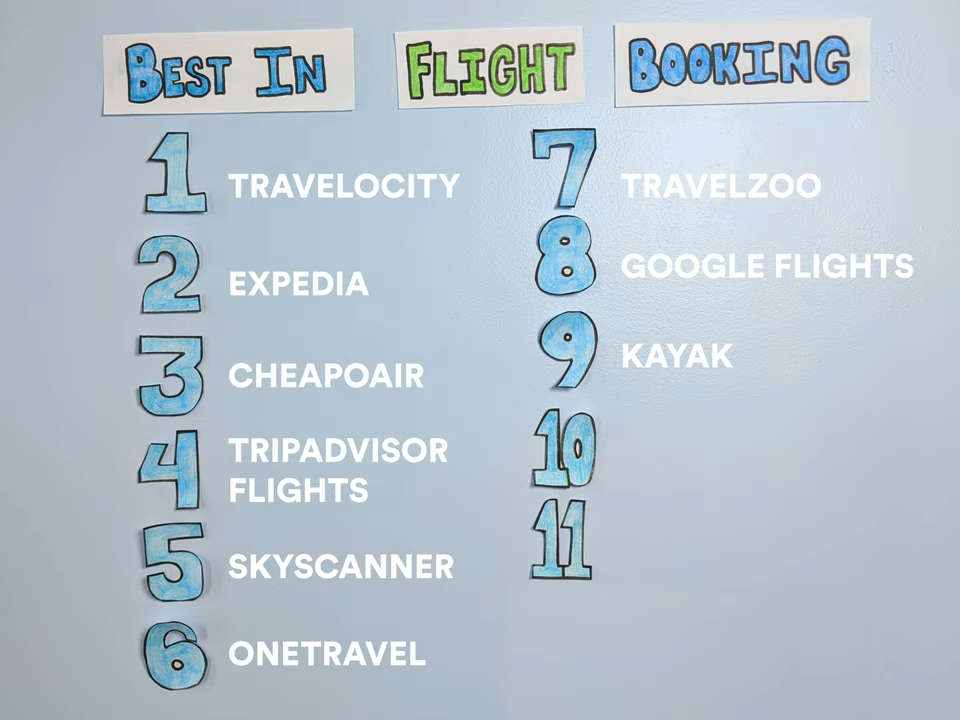 BEST IN FLIGHT BOOKING
1 TRAVELOCITY
2 EXPEDIA
3 CHEAPOAIR
4 TRIPADVISOR
FLIGHTS
5 SKYSCANNER
6 ONETRAVEL
7 TRAVELZOO
8 GOOGLE FLIGHTS
9 KAYAK
10
11